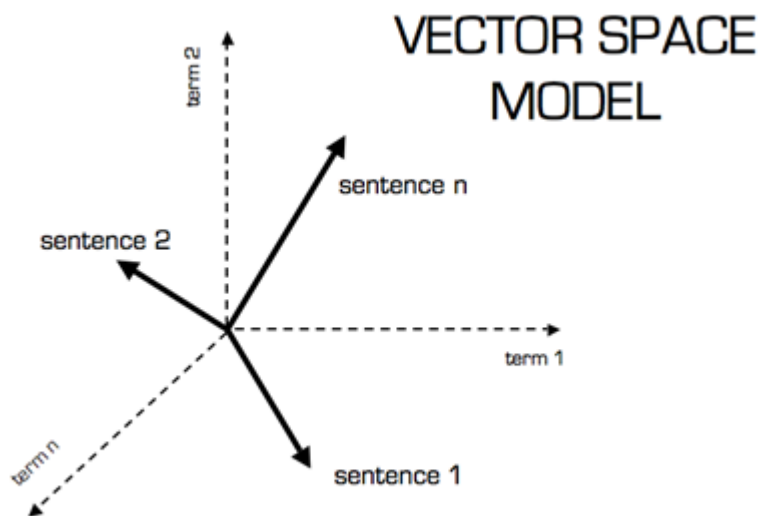 VECTOR SPACE
MODEL
term 2
sentence n
sentence 2
term 1
term n
sentence 1